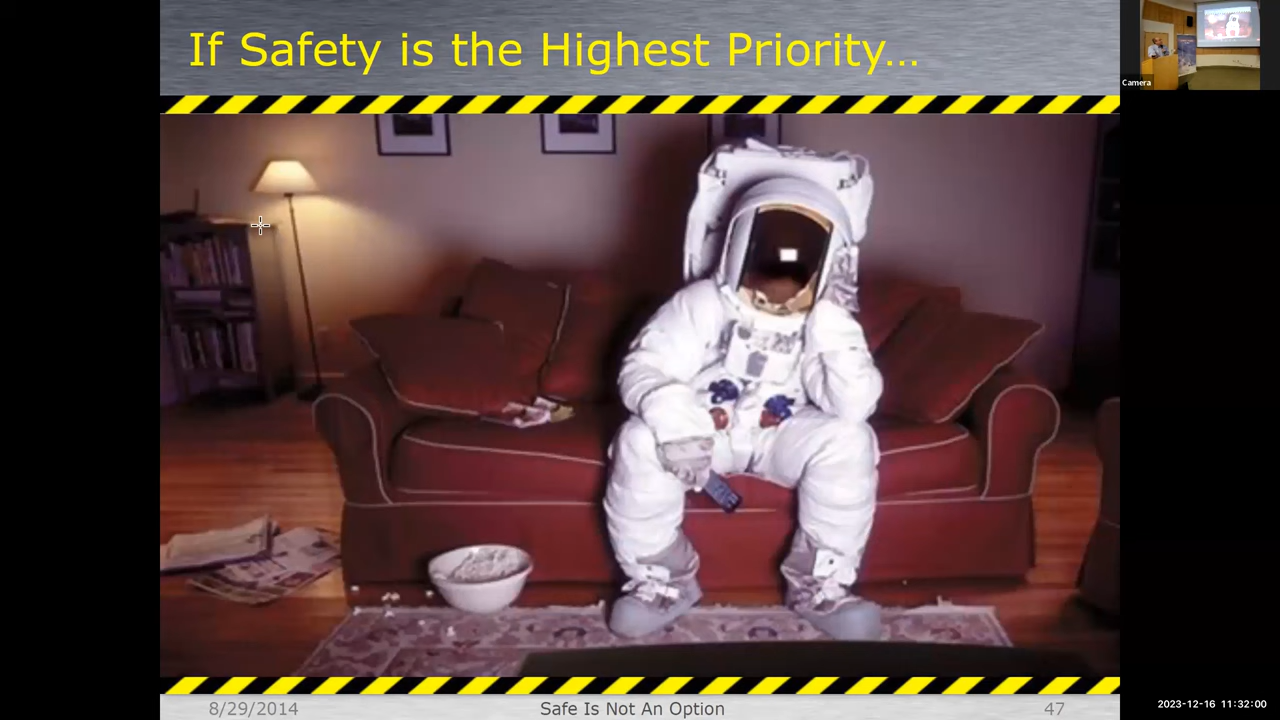 If Safety is the Highest Priority...
Camera
8/29/2014
Safe Is Not An Option
47
2023-12-16 11:32:00